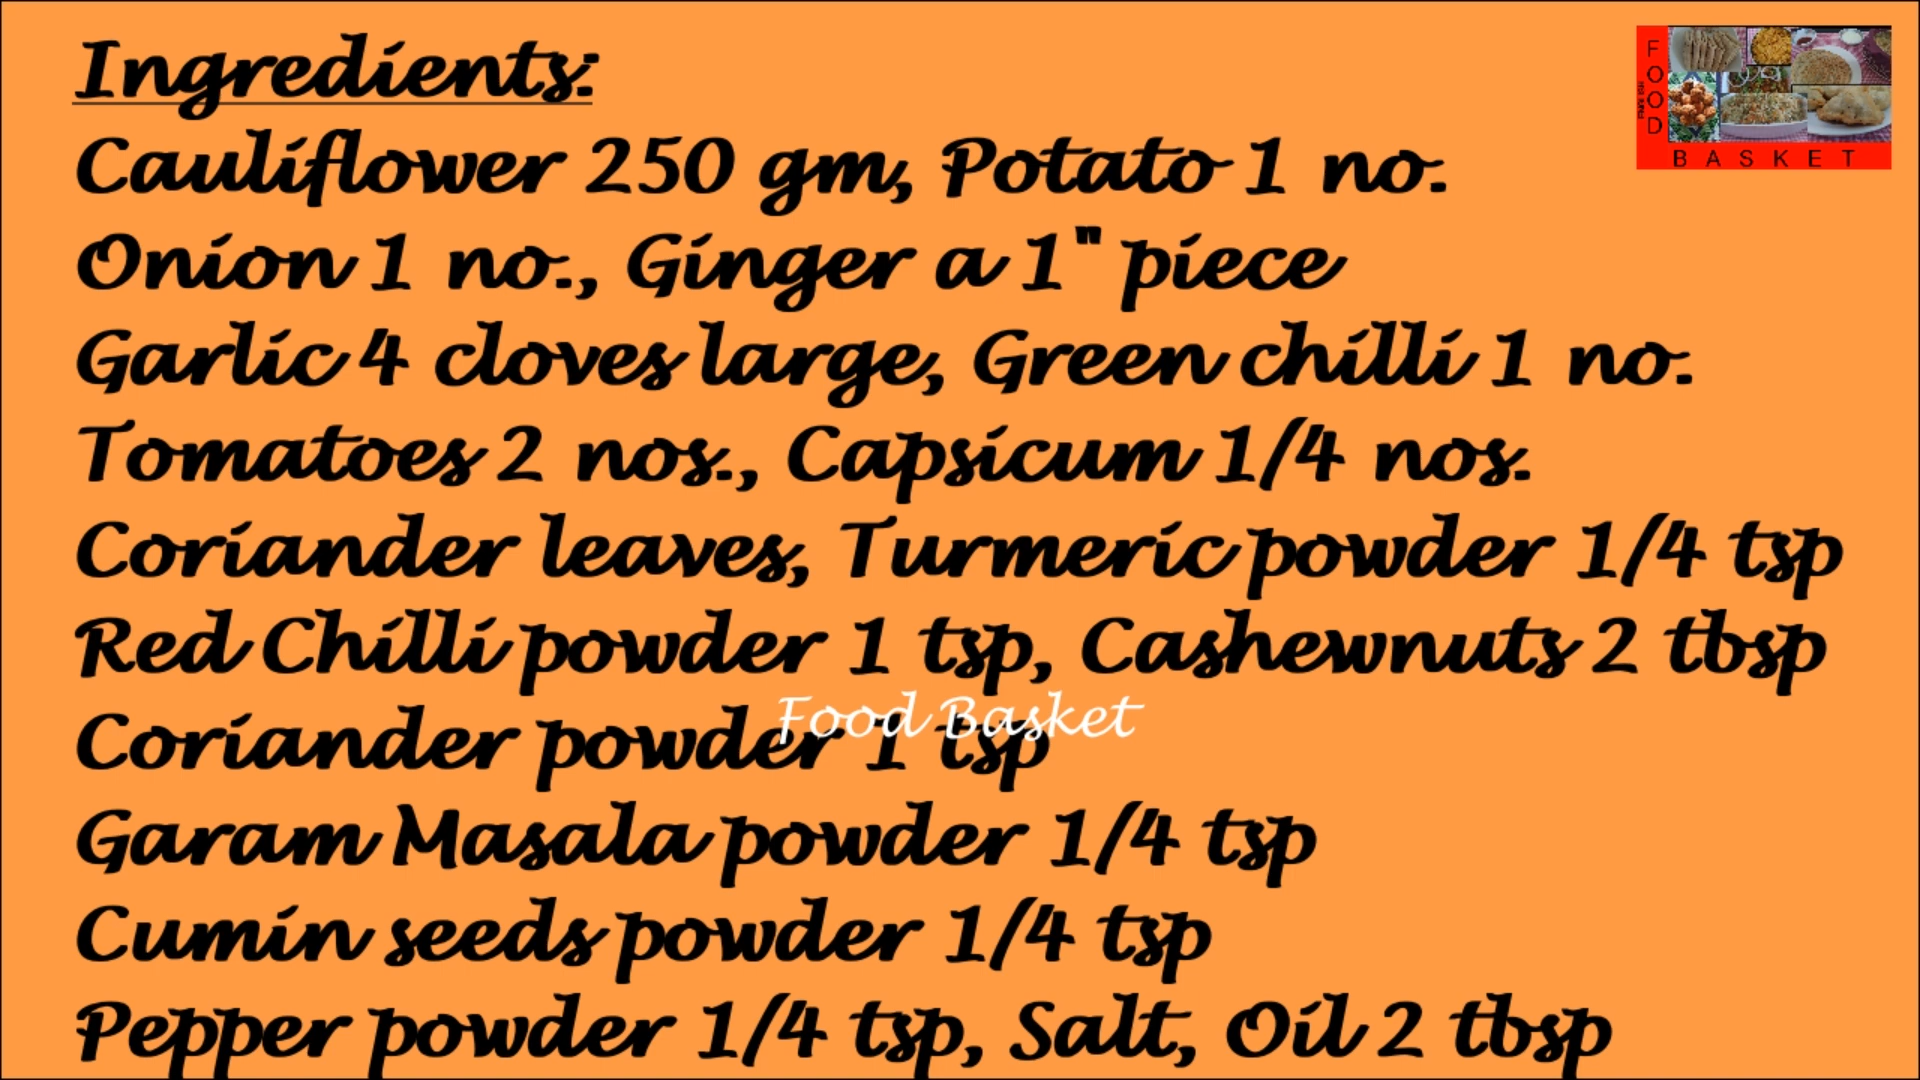 Ingredients:
Cauliflower 250 gm, Potato 1 no.
Onion 1 no., Ginger a 1" piece
Garlic 4 cloves large, Green chilli 1 no.
Tomatoes 2 nos., Capsicum 1/4 nos.
Coriander leaves, Turmeric powder 1/4 tsp
Red Chilli powder 1 tsp, Cashewnuts 2 tbsp
Food Basket
Coriander powder 1 tsp
Garam Masala powder 1/4 tsp
Cumin seeds powder 1/4 tsp
Pepper powder 1/4 tsp, Salt, Oil 2 tbsp
FOOD
BASKET